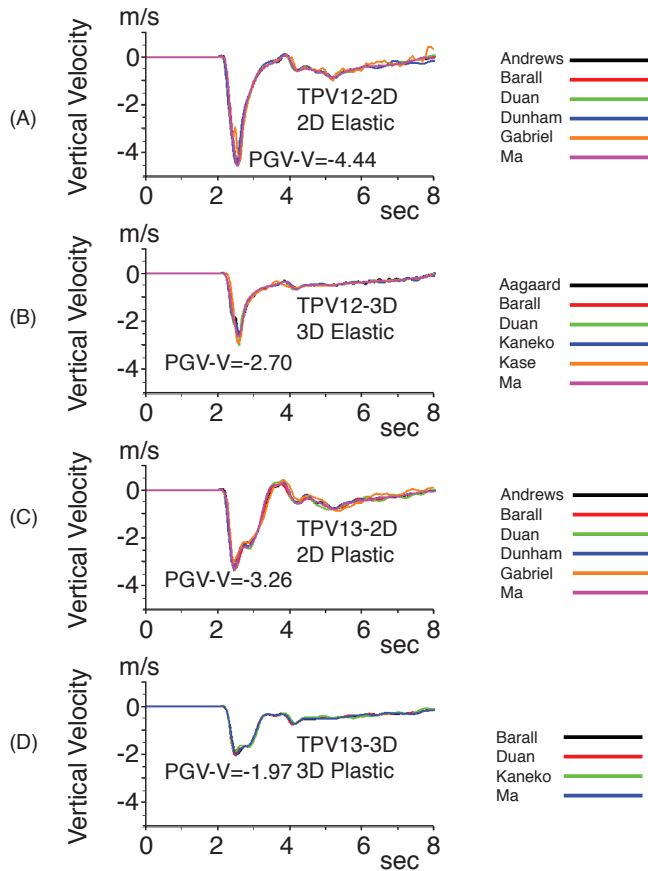 m/s
(A)
Vertical Velocity
0
-2
-4
TPV12-2D
2D Elastic
PGV-V=-4.44
0 2 4 6 8
sec
Andrews
Barall
Duan
Dunham
Gabriel
Ma
m/s
(B)
Vertical Velocity
0
-2
-4
TPV12-3D
3D Elastic
PGV-V=-2.70
0 2 4 6 8
sec
Aagaard
Barall
Duan
Kaneko
Kase
Ma
m/s
(C)
Vertical Velocity
0
-2
-4
TPV13-2D
2D Plastic
PGV-V=-3.26
0 2 4 6 8
sec
Andrews
Barall
Duan
Dunham
Gabriel
Ma
m/s
(D)
Vertical Velocity
0
-2
-4
TPV13-3D
PGV-V=-1.97 3D Plastic
0 2 4 6 8
sec
Barall
Duan
Kaneko
Ma